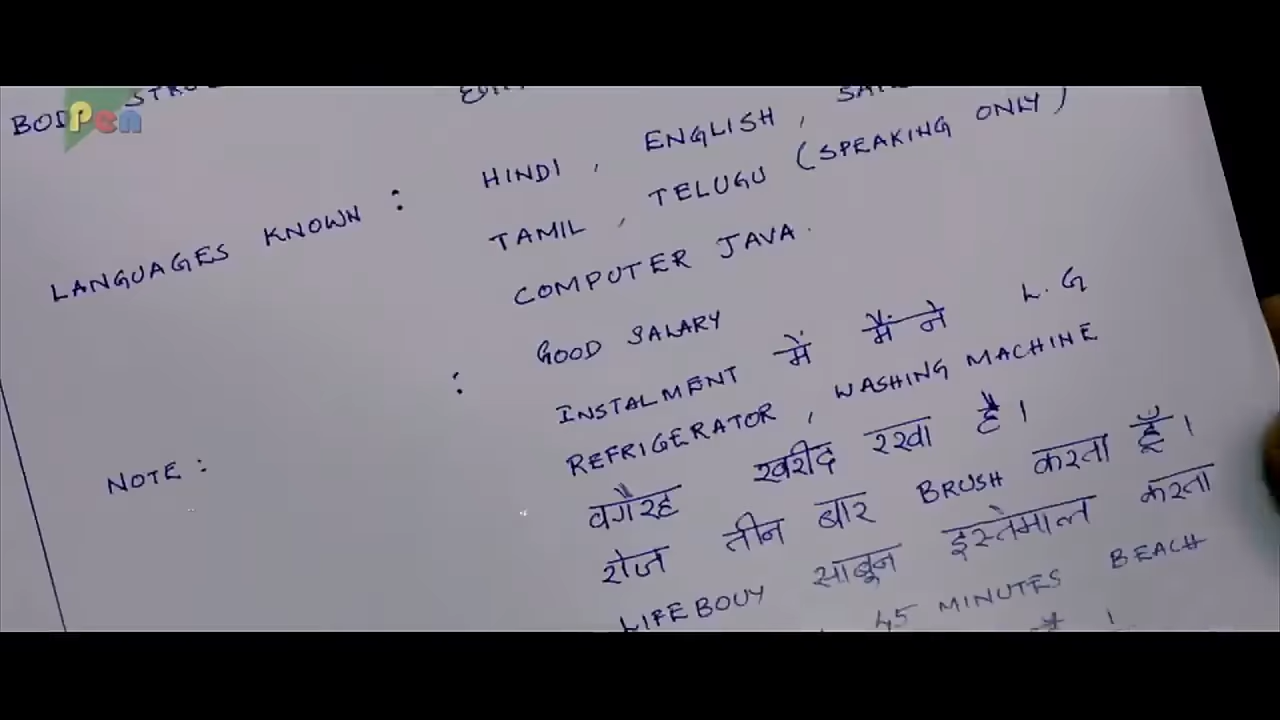 Pen
LANGUAGES KNOWN : HINDI , ENGLISH ,
TAMIL , TELUGU (SPEAKING ONLY)
COMPUTER JAVA.
: GOOD SALARY
NOTE : INSTALMENT में मैंने L.G
REFRIGERATOR , WASHING MACHINE
वगैरह खरीद रखा है।
रोज तीन बार BRUSH करता हूँ।
LIFEBOUY साबून इस्तेमाल करता
45 MINUTES BEACH